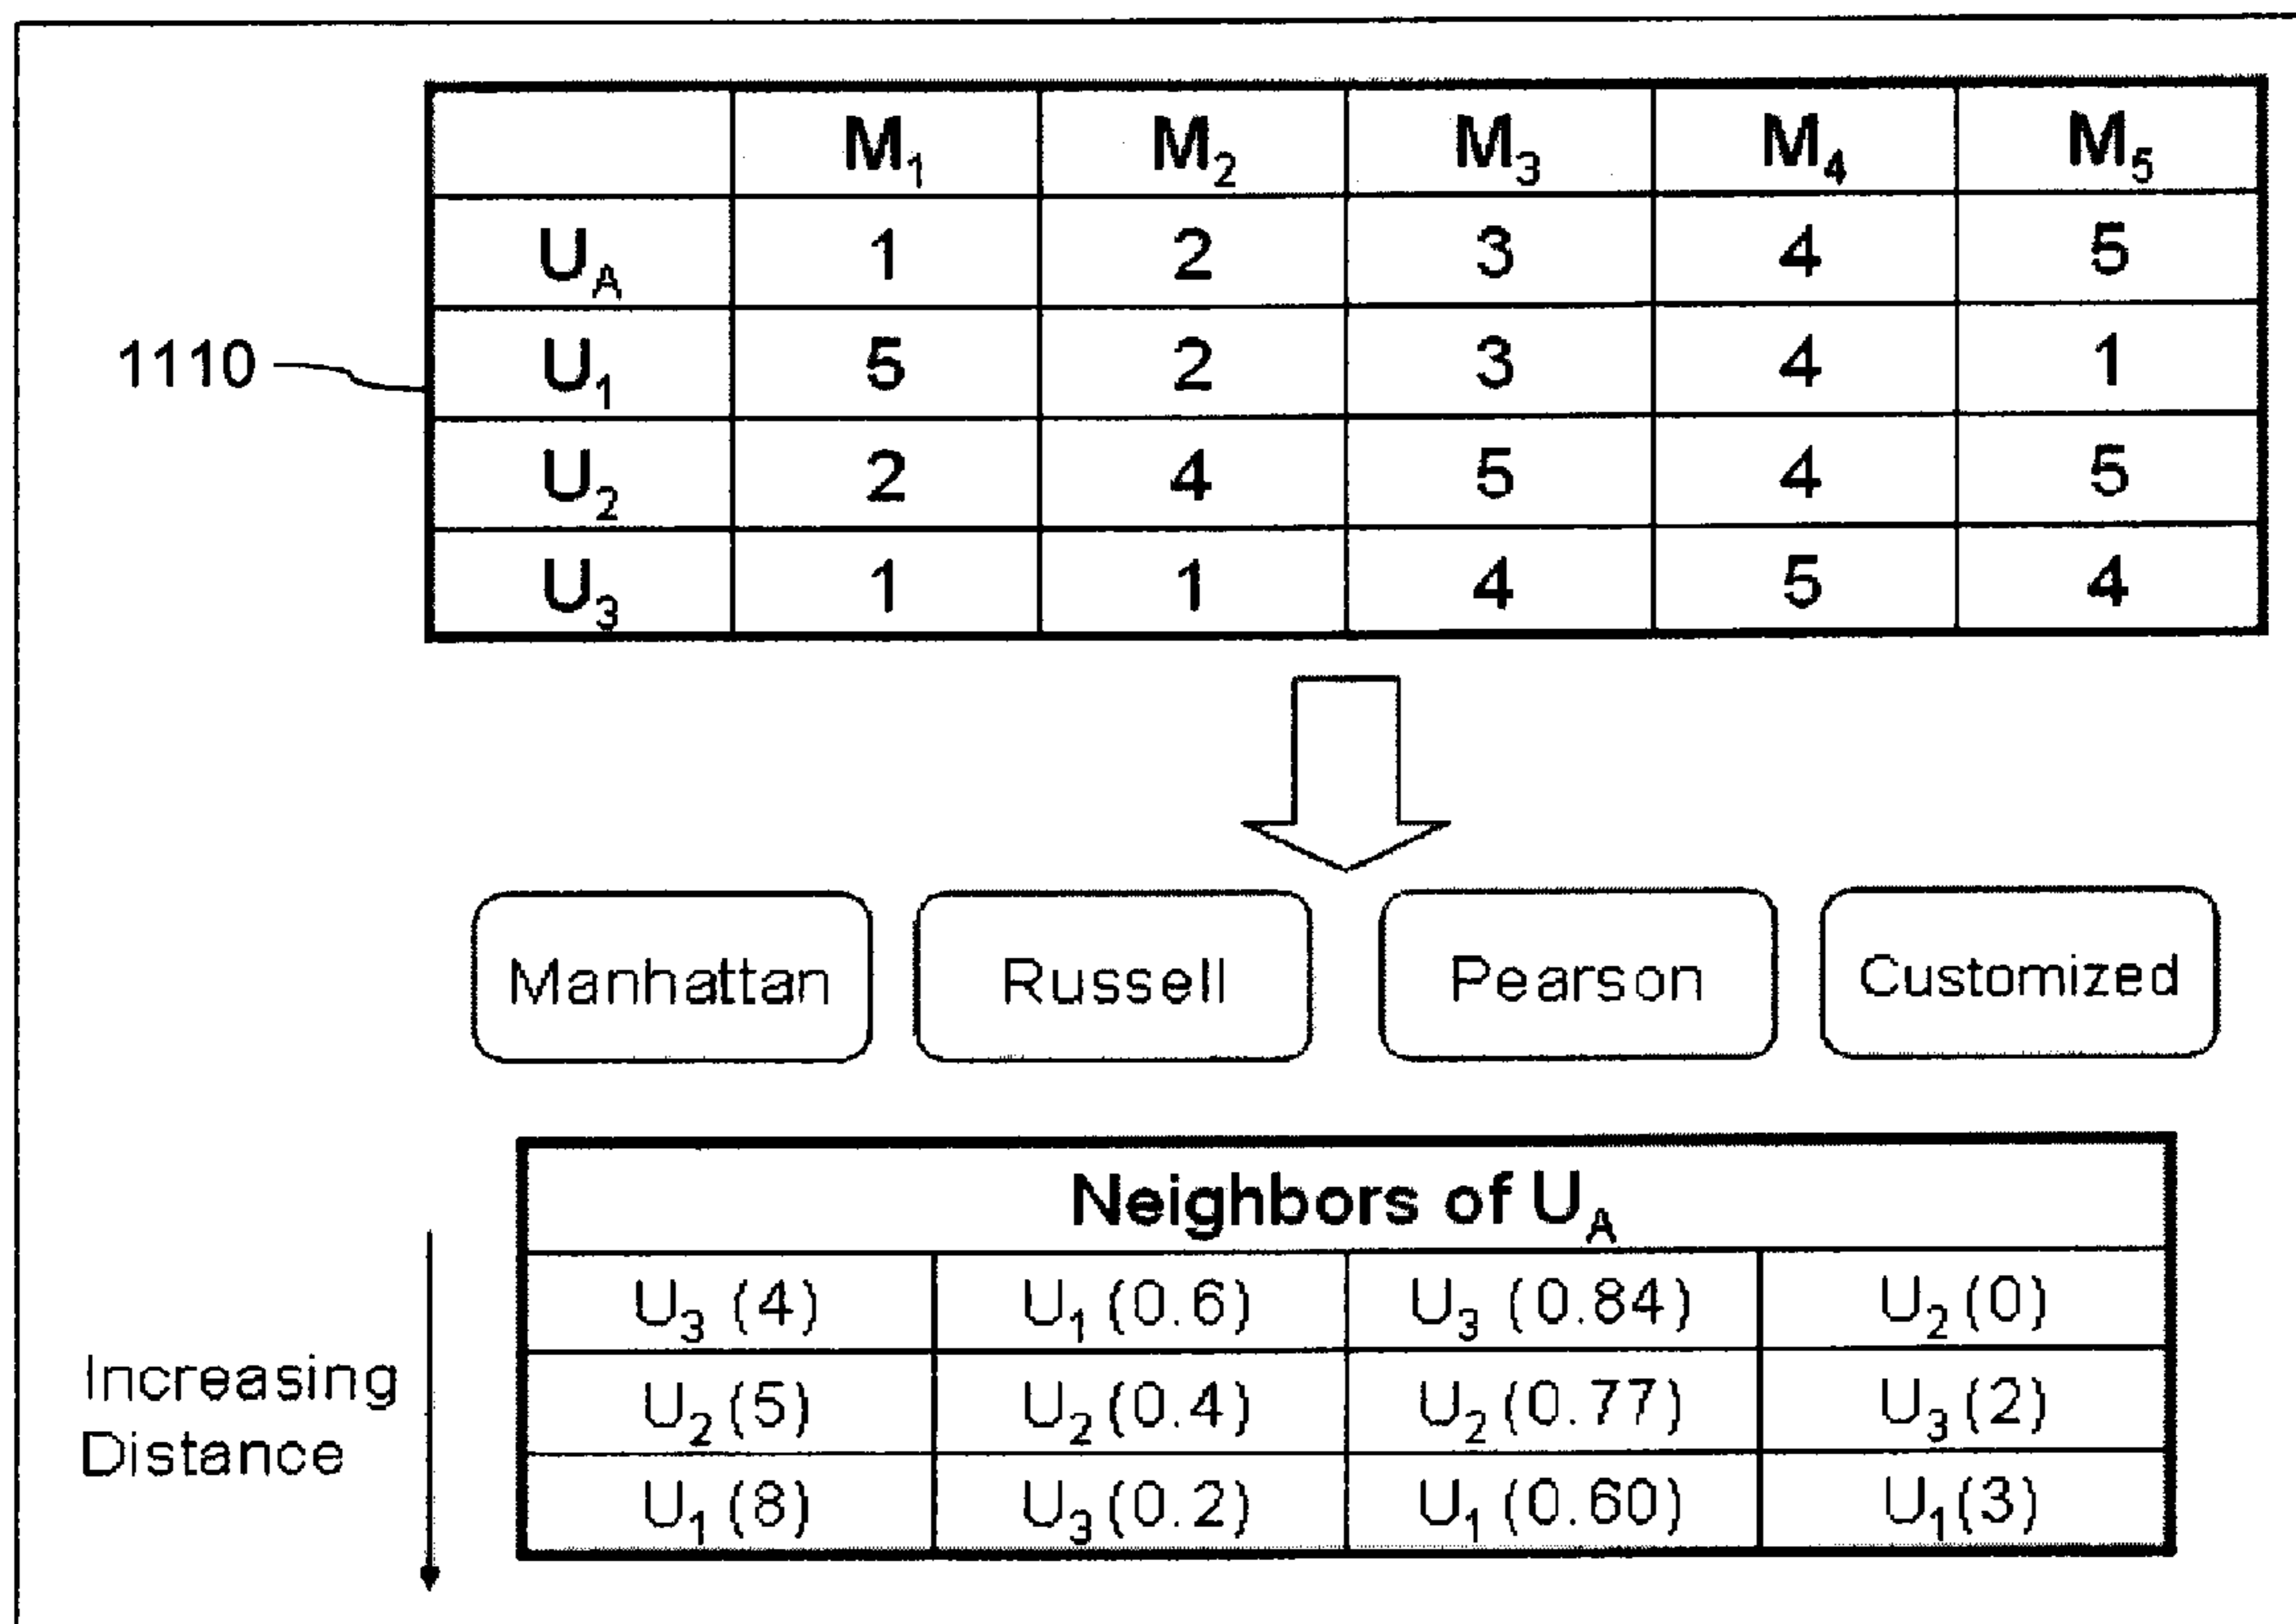 M₁ M₂ M₃ M₄ M₅
U_A 1 2 3 4 5
1110 U₁ 5 2 3 4 1
U₂ 2 4 5 4 5
U₃ 1 1 4 5 4
Manhattan Russell Pearson Customized
Neighbors of U_A
U₃ (4) U₁ (0.6) U₃ (0.84) U₂ (0)
Increasing
Distance
U₂ (5) U₂ (0.4) U₂ (0.77) U₃ (2)
U₁ (8) U₃ (0.2) U₁ (0.60) U₁ (3)